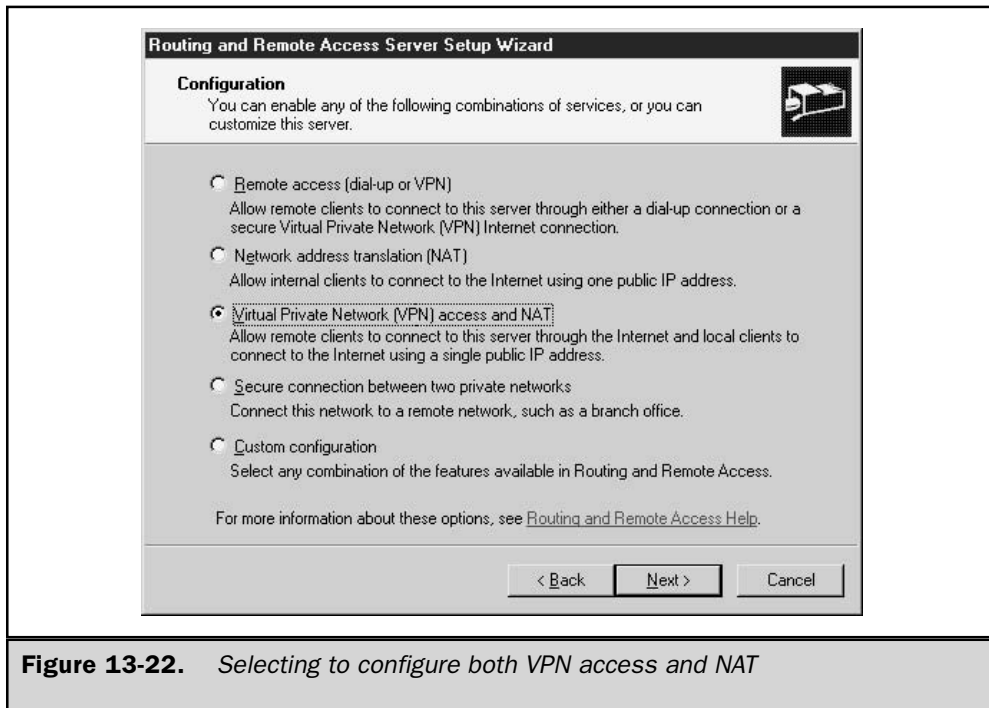 Routing and Remote Access Server Setup Wizard
Configuration
You can enable any of the following combinations of services, or you can
customize this server.
Remote access (dial-up or VPN)
Allow remote clients to connect to this server through either a dial-up connection or a
secure Virtual Private Network (VPN) Internet connection.
Network address translation (NAT)
Allow internal clients to connect to the Internet using one public IP address.
Virtual Private Network (VPN) access and NAT
Allow remote clients to connect to this server through the Internet and local clients to
connect to the Internet using a single public IP address.
Secure connection between two private networks
Connect this network to a remote network, such as a branch office.
Custom configuration
Select any combination of the features available in Routing and Remote Access.
For more information about these options, see Routing and Remote Access Help.
< Back Next > Cancel
Figure 13-22. Selecting to configure both VPN access and NAT